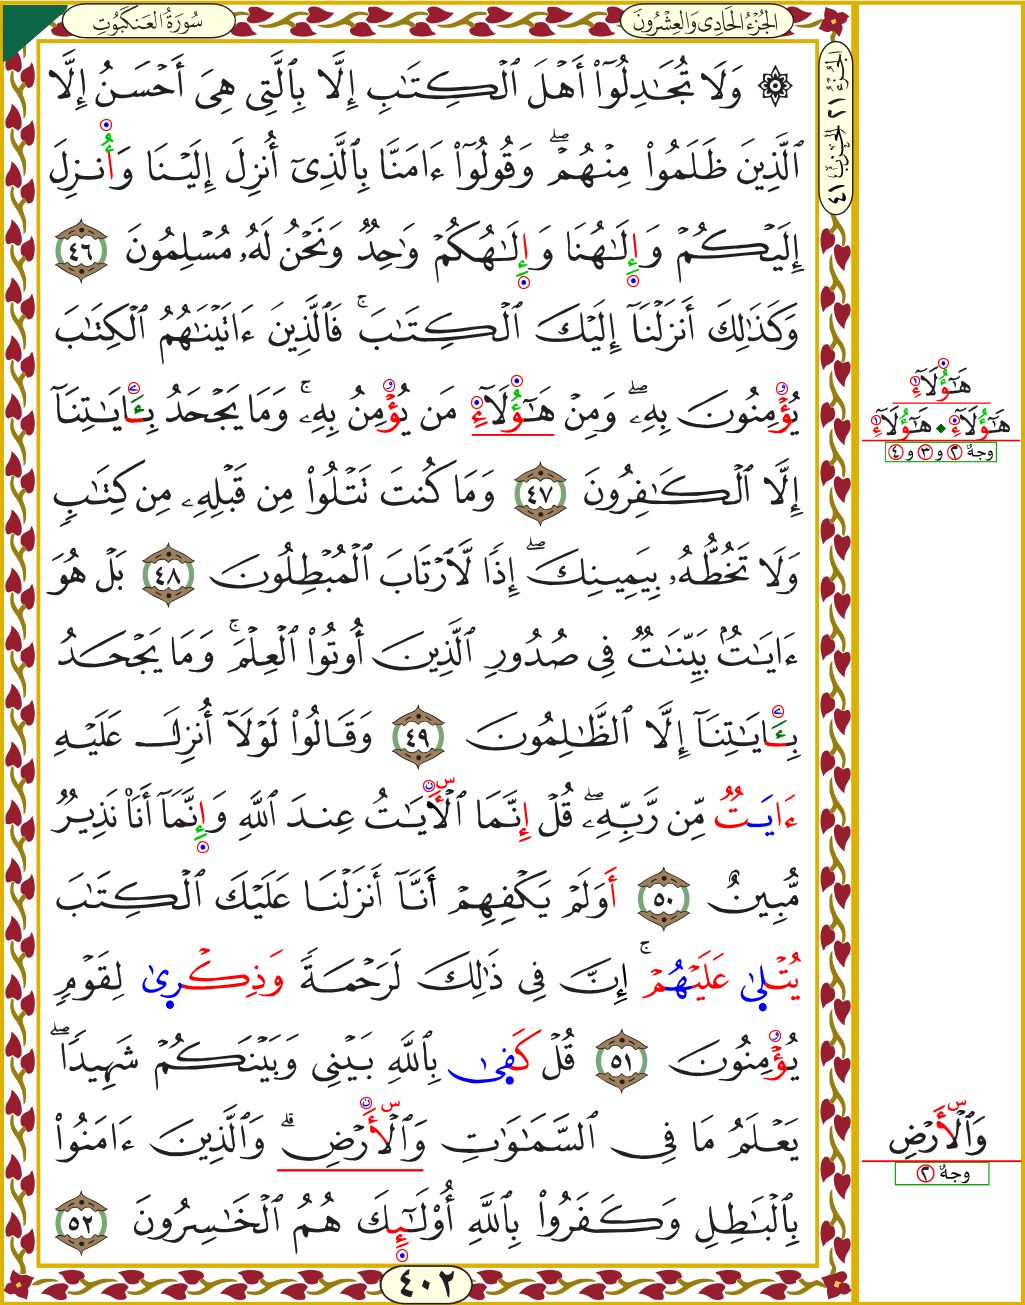 سُورَةُ العَنكَبُوتِ
الجُزْءُ الحَادِي وَالعِشْرُونَ
الجُزْءُ ٢١ الحِزْبُ ٤١
۞ وَلَا تُجَٰدِلُوٓا۟ أَهْلَ ٱلْكِتَٰبِ إِلَّا بِٱلَّتِى هِىَ أَحْسَنُ إِلَّا
ٱلَّذِينَ ظَلَمُوا۟ مِنْهُمْ ۖ وَقُولُوٓا۟ ءَامَنَّا بِٱلَّذِىٓ أُنزِلَ إِلَيْنَا وَأُنزِلَ
إِلَيْكُمْ وَإِلَٰهُنَا وَإِلَٰهُكُمْ وَٰحِدٌ وَنَحْنُ لَهُۥ مُسْلِمُونَ ٤٦
وَكَذَٰلِكَ أَنزَلْنَآ إِلَيْكَ ٱلْكِتَٰبَ ۚ فَٱلَّذِينَ ءَاتَيْنَٰهُمُ ٱلْكِتَٰبَ
يُؤْمِنُونَ بِهِۦ ۖ وَمِنْ هَٰٓؤُلَآءِ مَن يُؤْمِنُ بِهِۦ ۚ وَمَا يَجْحَدُ بِـَٔايَٰتِنَآ
إِلَّا ٱلْكَٰفِرُونَ ٤٧ وَمَا كُنتَ تَتْلُوا۟ مِن قَبْلِهِۦ مِن كِتَٰبٍ
وَلَا تَخُطُّهُۥ بِيَمِينِكَ ۖ إِذًا لَّٱرْتَابَ ٱلْمُبْطِلُونَ ٤٨ بَلْ هُوَ
ءَايَٰتٌۢ بَيِّنَٰتٌ فِى صُدُورِ ٱلَّذِينَ أُوتُوا۟ ٱلْعِلْمَ ۚ وَمَا يَجْحَدُ
بِـَٔايَٰتِنَآ إِلَّا ٱلظَّٰلِمُونَ ٤٩ وَقَالُوا۟ لَوْلَآ أُنزِلَ عَلَيْهِ
ءَايَٰتٌ مِّن رَّبِّهِۦ ۖ قُلْ إِنَّمَا ٱلْأٓيَٰتُ عِندَ ٱللَّهِ وَإِنَّمَآ أَنَا۠ نَذِيرٌ
مُّبِينٌ ٥٠ أَوَلَمْ يَكْفِهِمْ أَنَّآ أَنزَلْنَا عَلَيْكَ ٱلْكِتَٰبَ
يُتْلَىٰ عَلَيْهُمْ ۚ إِنَّ فِى ذَٰلِكَ لَرَحْمَةً وَذِكْرَىٰ لِقَوْمٍ
يُؤْمِنُونَ ٥١ قُلْ كَفَىٰ بِٱللَّهِ بَيْنِى وَبَيْنَكُمْ شَهِيدًا ۖ
يَعْلَمُ مَا فِى ٱلسَّمَٰوَٰتِ وَٱلْأَرْضِ ۗ وَٱلَّذِينَ ءَامَنُوا۟
بِٱلْبَٰطِلِ وَكَفَرُوا۟ بِٱللَّهِ أُو۟لَٰٓئِكَ هُمُ ٱلْخَٰسِرُونَ ٥٢
٤٠٢
هَٰٓؤُلَآءِ
هَٰٓؤُلَآءِ ◆ هَٰٓؤُلَآءِ
وجهٌ ٢ و ٣ و ٤
وَٱلْأَرْضِ
وجهٌ ٢